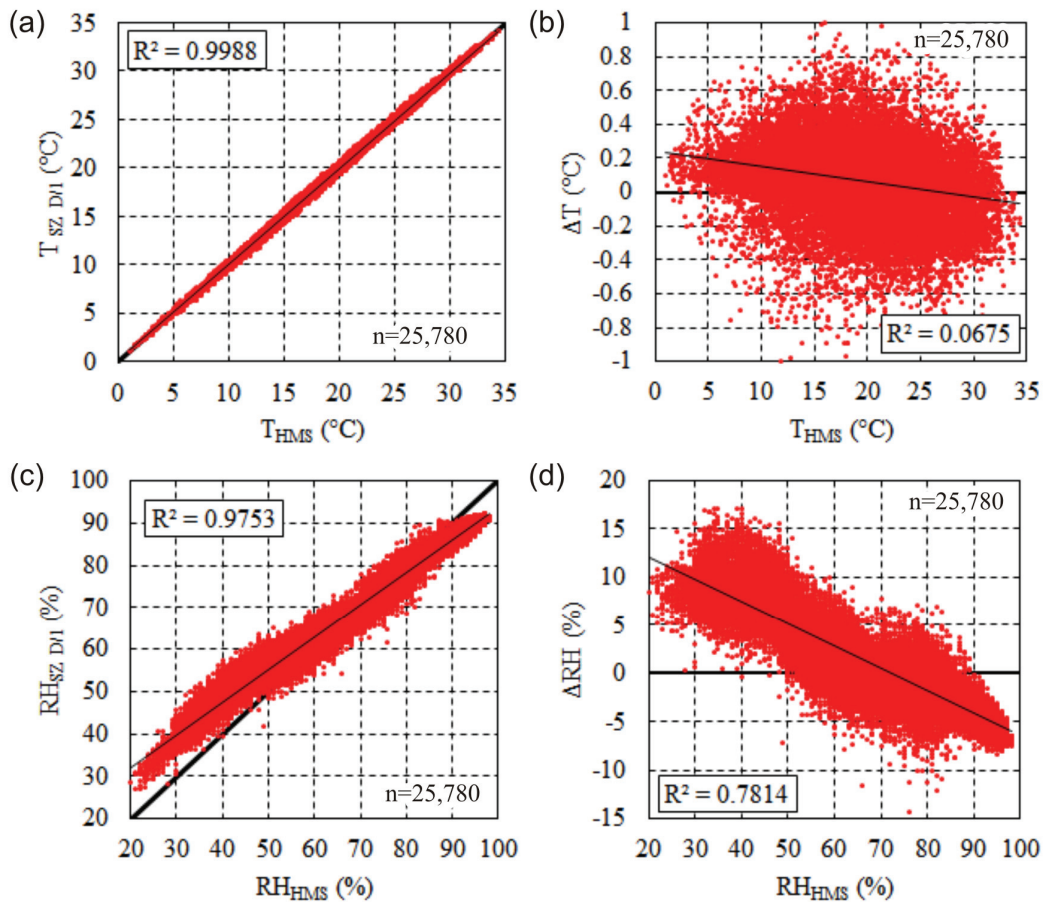 (a)
R² = 0.9988
35
30
25
20
15
10
5
0
T SZ D/1 (°C)
n=25,780
0 5 10 15 20 25 30 35
T HMS (°C)
(b)
n=25,780
1
0.8
0.6
0.4
0.2
0
-0.2
-0.4
-0.6
-0.8
-1
ΔT (°C)
R² = 0.0675
0 5 10 15 20 25 30 35
T HMS (°C)
(c)
R² = 0.9753
100
90
80
70
60
50
40
30
20
RH SZ D/1 (%)
n=25,780
20 30 40 50 60 70 80 90 100
RH HMS (%)
(d)
n=25,780
20
15
10
5
0
-5
-10
-15
ΔRH (%)
R² = 0.7814
20 30 40 50 60 70 80 90 100
RH HMS (%)